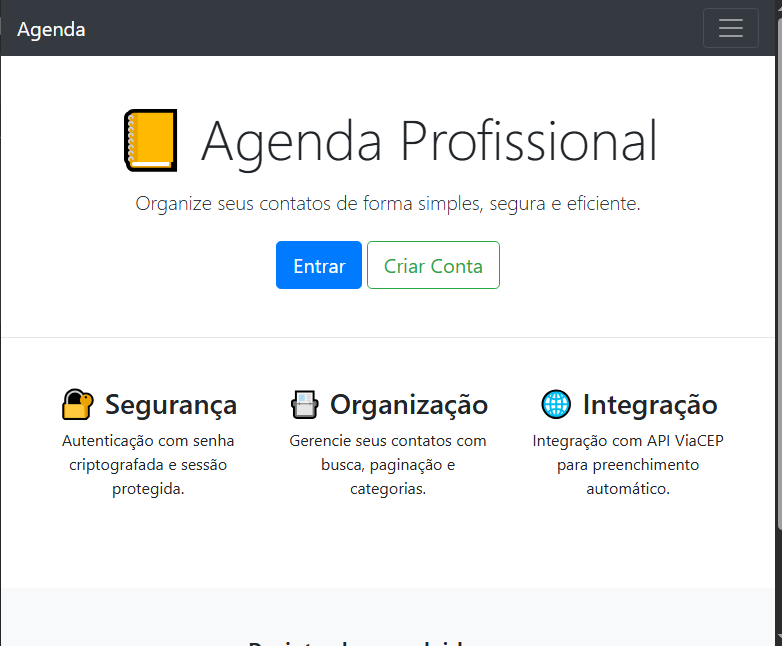 Agenda
Agenda Profissional
Organize seus contatos de forma simples, segura e eficiente.
Entrar
Criar Conta
Segurança
Autenticação com senha
criptografada e sessão
protegida.
Organização
Gerencie seus contatos com
busca, paginação e
categorias.
Integração
Integração com API ViaCEP
para preenchimento
automático.